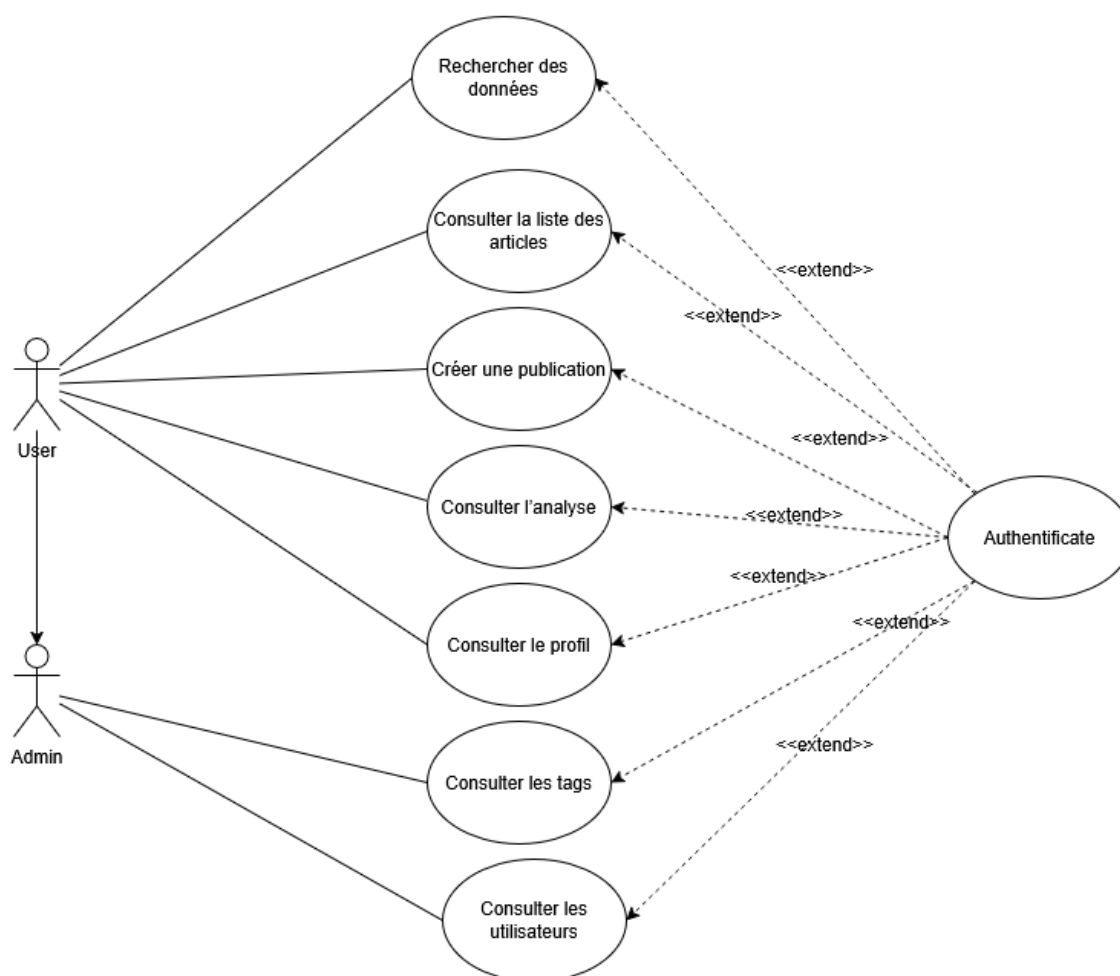 Rechercher des
données
Consulter la liste des
articles
<<extend>>
<<extend>>
Créer une publication
User
<<extend>>
Consulter l'analyse
<<extend>>
Authentificate
<<extend>>
Consulter le profil
<<extend>>
Admin
<<extend>>
Consulter les tags
Consulter les
utilisateurs